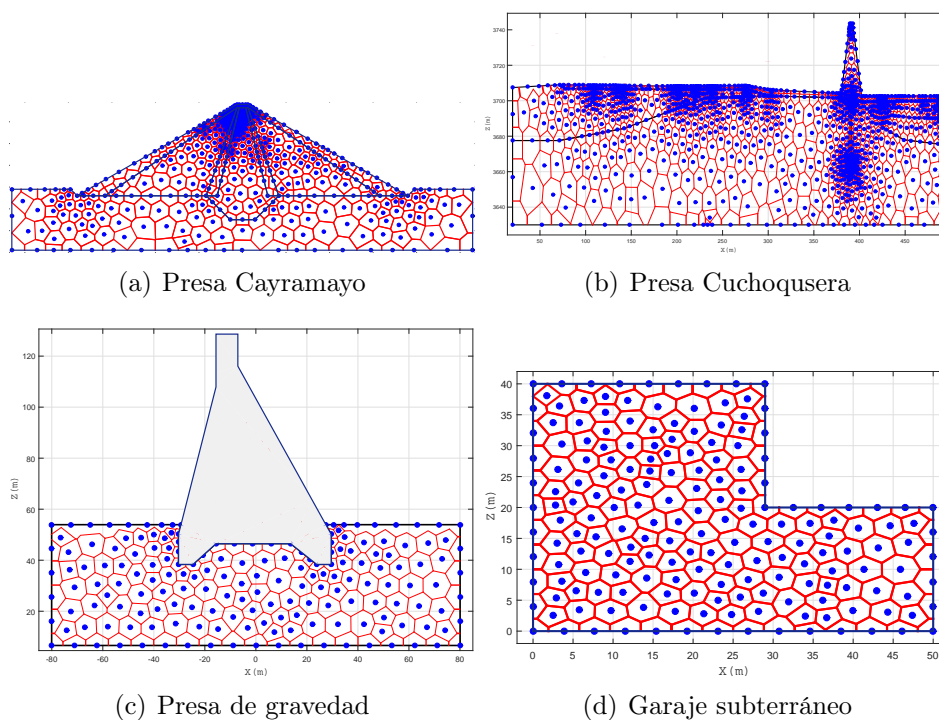 3740
3720
3700
3680
3660
3640
Z (m)
50 100 150 200 250 300 350 400 450
X (m)
(a) Presa Cayramayo
(b) Presa Cuchoqusera
120
100
80
60
40
20
Z (m)
-80 -60 -40 -20 0 20 40 60 80
X (m)
40
35
30
25
20
15
10
5
0
Z (m)
0 5 10 15 20 25 30 35 40 45 50
X (m)
(c) Presa de gravedad
(d) Garaje subterráneo